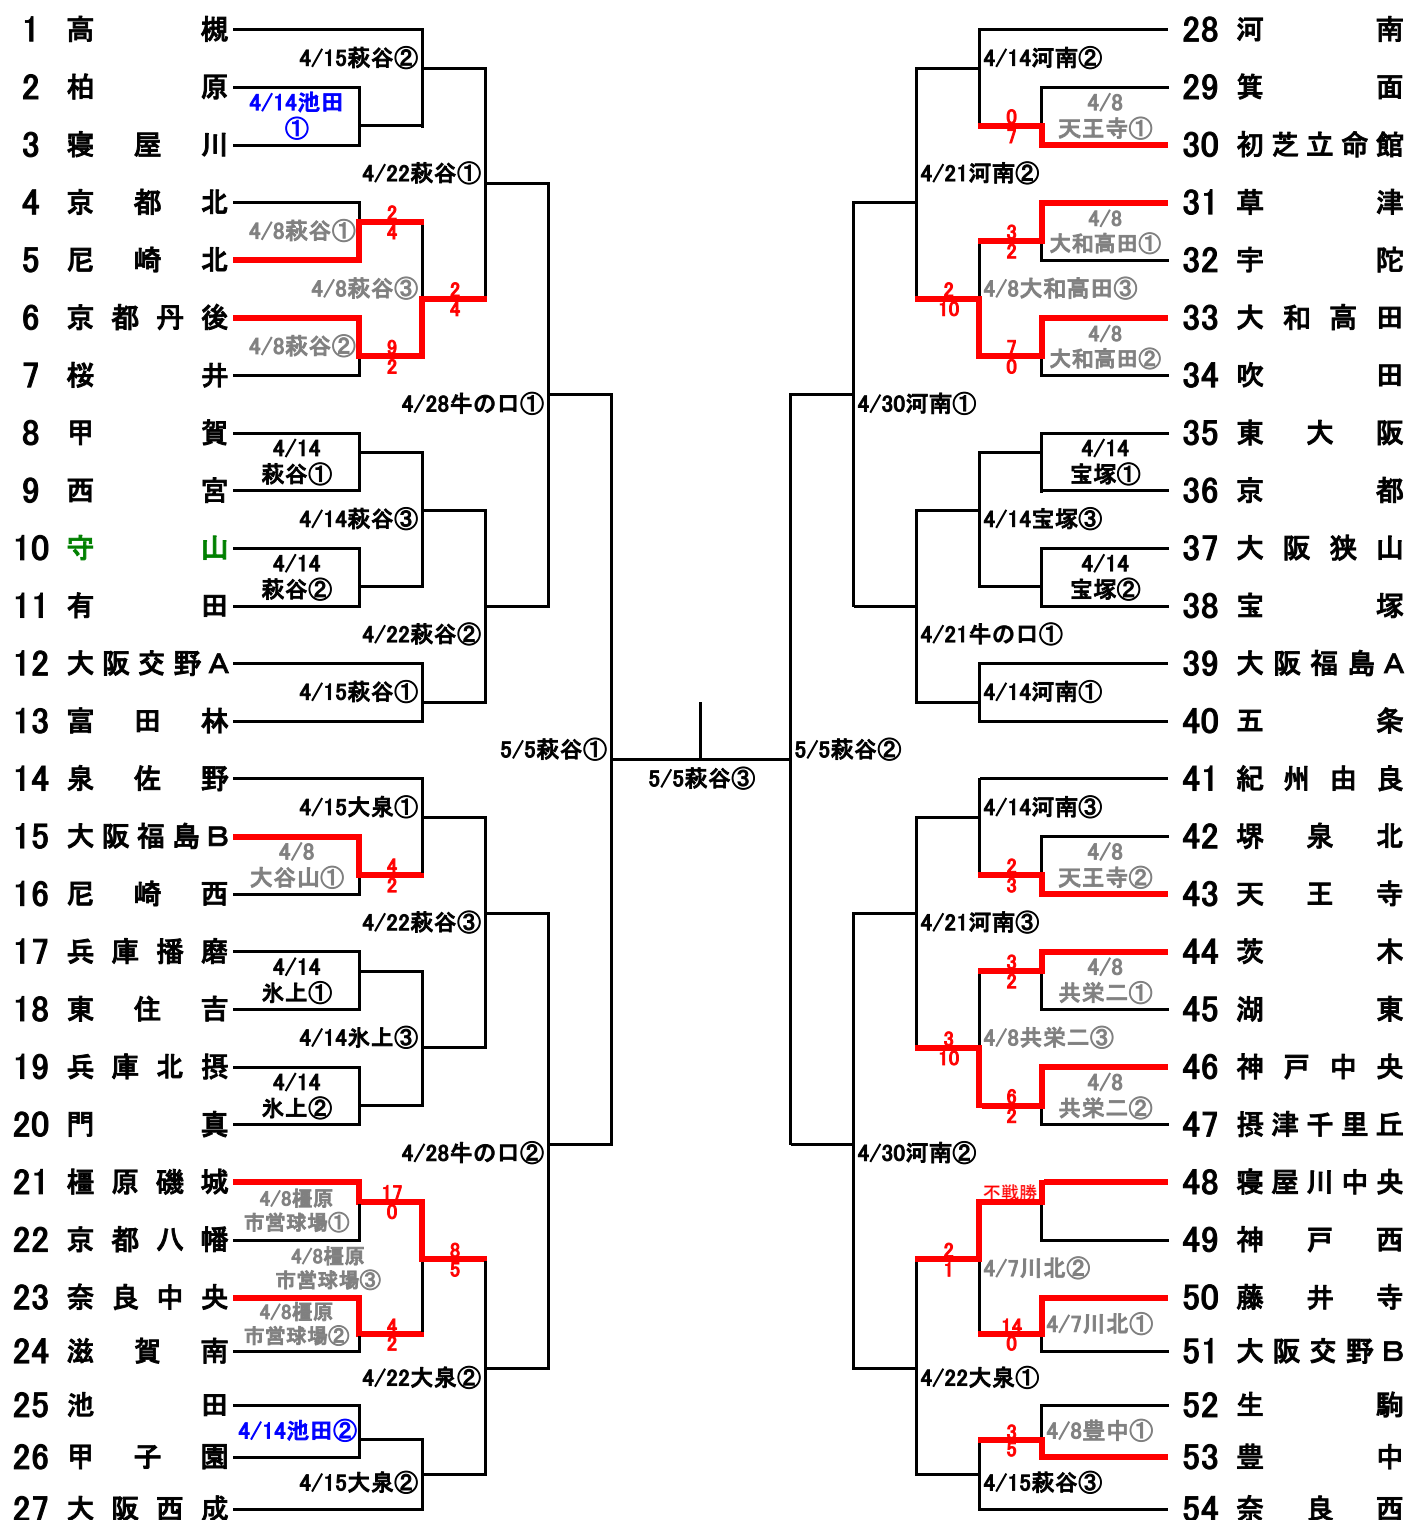 1 高槻
4/15萩谷②
2 柏原
4/14池田
①
3 寝屋川
4/22萩谷①
4 京都北
4/8萩谷①
2
4
5 尼崎北
4/8萩谷③
2
4
6 京都丹後
4/8萩谷②
9
2
7 桜井
4/28牛の口①
8 甲賀
4/14
萩谷①
9 西宮
4/14萩谷③
10 守山
4/14
萩谷②
11 有田
4/22萩谷②
12 大阪交野A
4/15萩谷①
13 富田林
5/5萩谷①
5/5萩谷③
5/5萩谷②
14 泉佐野
4/15大泉①
15 大阪福島B
4/8
大谷山①
4
2
16 尼崎西
4/22萩谷③
17 兵庫播磨
4/14
氷上①
18 東住吉
4/14氷上③
19 兵庫北摂
4/14
氷上②
20 門真
4/28牛の口②
21 橿原磯城
4/8橿原
市営球場①
17
0
22 京都八幡
4/8橿原
市営球場③
8
5
23 奈良中央
4/8橿原
市営球場②
4
2
24 滋賀南
4/22大泉②
25 池田
4/14池田②
26 甲子園
4/15大泉②
27 大阪西成
28 河南
4/14河南②
29 箕面
4/8
天王寺①
0
7
30 初芝立命館
4/21河南②
31 草津
4/8
大和高田①
3
2
32 宇陀
4/8大和高田③
2
10
33 大和高田
4/8
大和高田②
7
0
34 吹田
4/30河南①
35 東大阪
4/14
宝塚①
36 京都
4/14宝塚③
37 大阪狭山
4/14
宝塚②
38 宝塚
4/21牛の口①
39 大阪福島A
4/14河南①
40 五条
41 紀州由良
4/14河南③
42 堺泉北
4/8
天王寺②
2
3
43 天王寺
4/21河南③
44 茨木
4/8
共栄二①
3
2
45 湖東
4/8共栄二③
3
10
46 神戸中央
4/8
共栄二②
6
2
47 摂津千里丘
4/30河南②
48 寝屋川中央
不戦勝
49 神戸西
4/7川北②
2
1
50 藤井寺
4/7川北①
14
0
51 大阪交野B
4/22大泉①
52 生駒
4/8豊中①
3
5
53 豊中
4/15萩谷③
54 奈良西